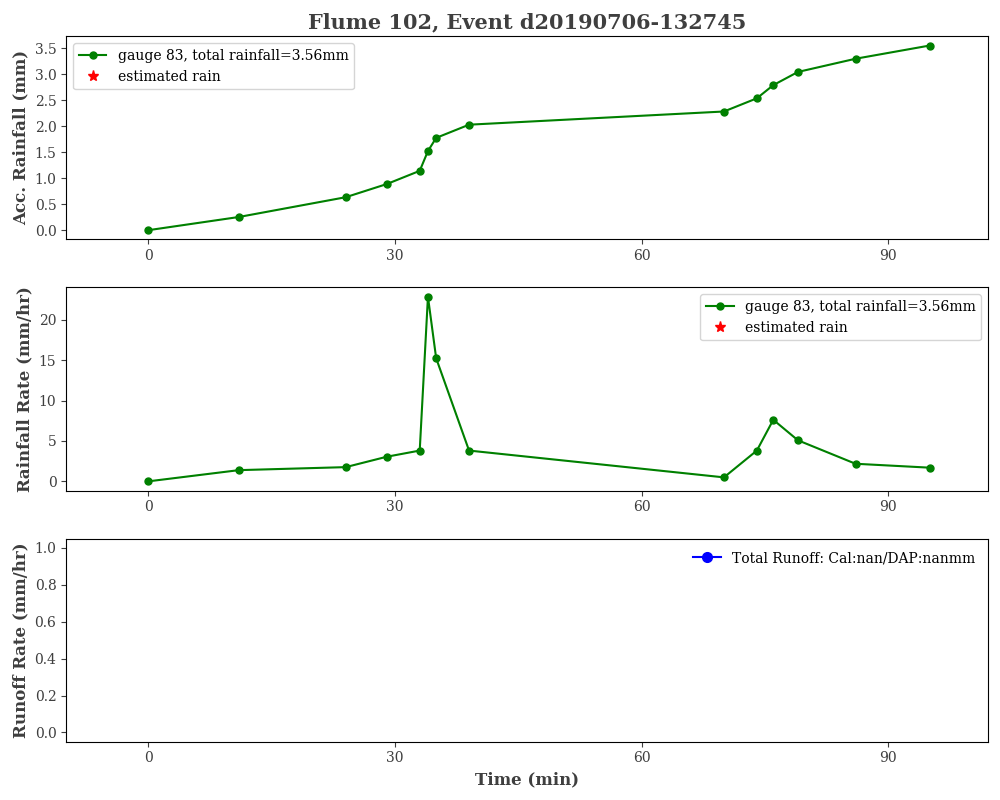 Flume 102, Event d20190706-132745
Acc. Rainfall (mm)
3.5
3.0
2.5
2.0
1.5
1.0
0.5
0.0
gauge 83, total rainfall=3.56mm
estimated rain
0 30 60 90
Rainfall Rate (mm/hr)
20
15
10
5
0
gauge 83, total rainfall=3.56mm
estimated rain
0 30 60 90
Runoff Rate (mm/hr)
1.0
0.8
0.6
0.4
0.2
0.0
Total Runoff: Cal:nan/DAP:nanmm
0 30 60 90
Time (min)